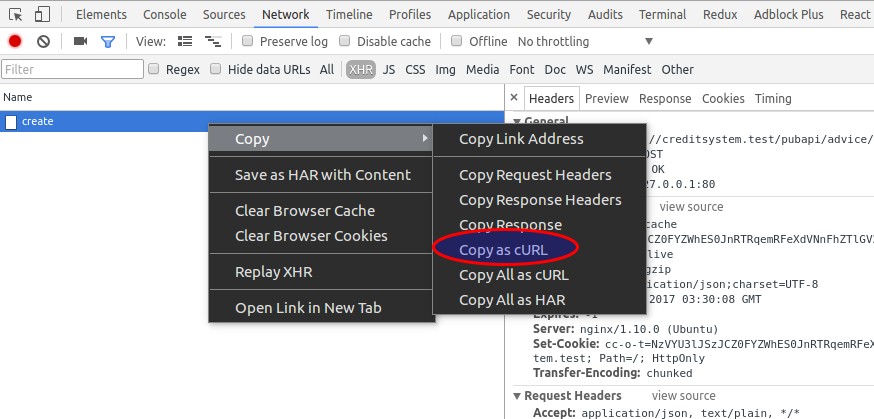 Elements Console Sources Network Timeline Profiles Application Security Audits Terminal Redux Adblock Plus React
View: Preserve log Disable cache Offline No throttling
Filter Regex Hide data URLs All XHR JS CSS Img Media Font Doc WS Manifest Other
Name
create
Copy
Save as HAR with Content
Clear Browser Cache
Clear Browser Cookies
Replay XHR
Open Link in New Tab
Copy Link Address
Copy Request Headers
Copy Response Headers
Copy Response
Copy as cURL
Copy All as cURL
Copy All as HAR
Headers Preview Response Cookies Timing
General
//creditsystem.test/pubapi/advice/
OST
OK
27.0.0.1:80
view source
cache
live
gzip
ication/json;charset=UTF-8
2017 03:30:08 GMT
Expires: -1
Server: nginx/1.10.0 (Ubuntu)
Set-Cookie: cc-o-t=NzVYU3lJSzJCZ0FYZWhES0JnRTRqemRFeX
tem.test; Path=/; HttpOnly
Transfer-Encoding: chunked
Request Headers view source
Accept: application/json, text/plain, */*